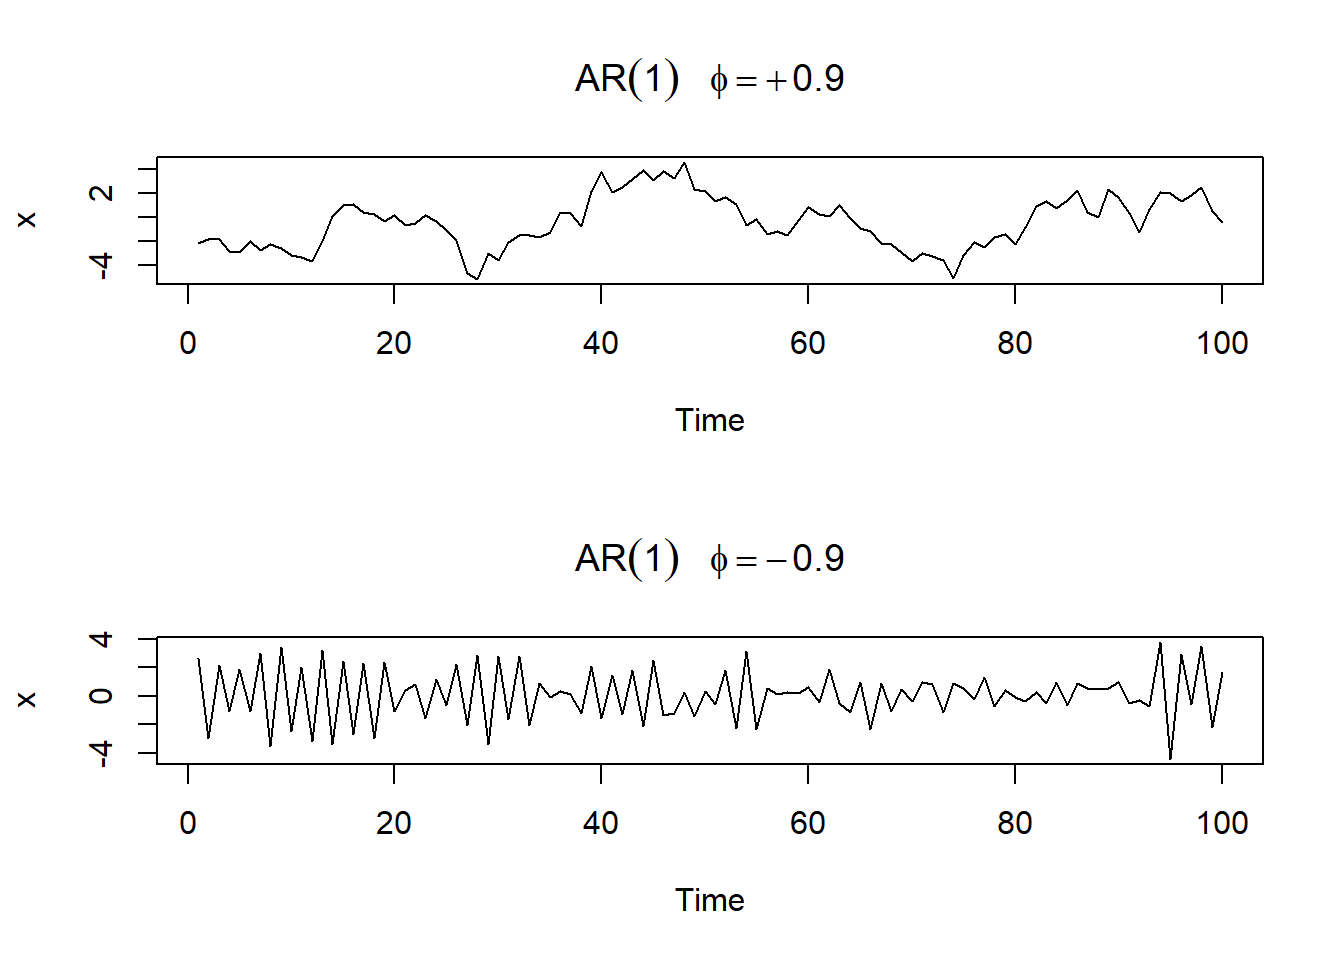 AR(1) ϕ = +0.9
x
2
-4
0 20 40 60 80 100
Time
AR(1) ϕ = −0.9
x
4
0
-4
0 20 40 60 80 100
Time